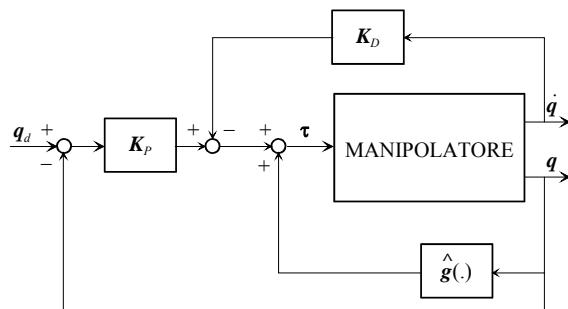 K_D
q_d + − K_P + − + + τ MANIPOLATORE q̇
q
ĝ(.)